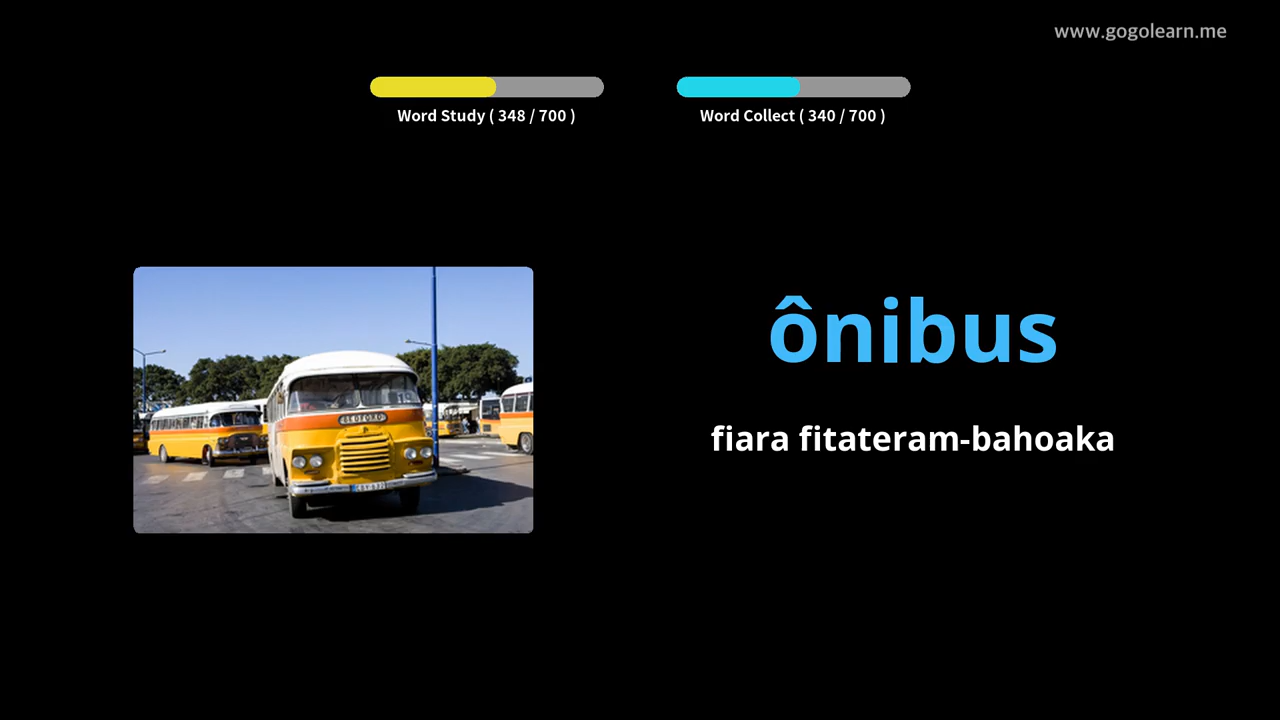 www.gogolearn.me
Word Study ( 348 / 700 )
Word Collect ( 340 / 700 )
ônibus
fiara fitateram-bahoaka
BEDFORD